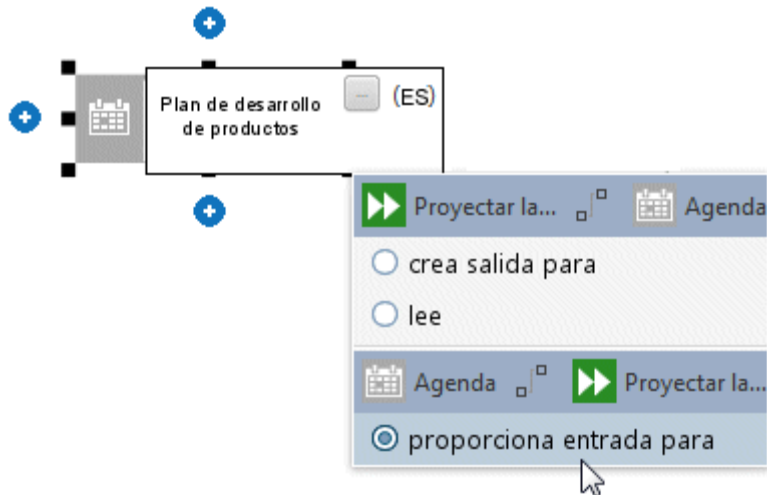 Plan de desarrollo
de productos
(ES)
Proyectar la... Agenda
crea salida para
lee
Agenda Proyectar la...
proporciona entrada para